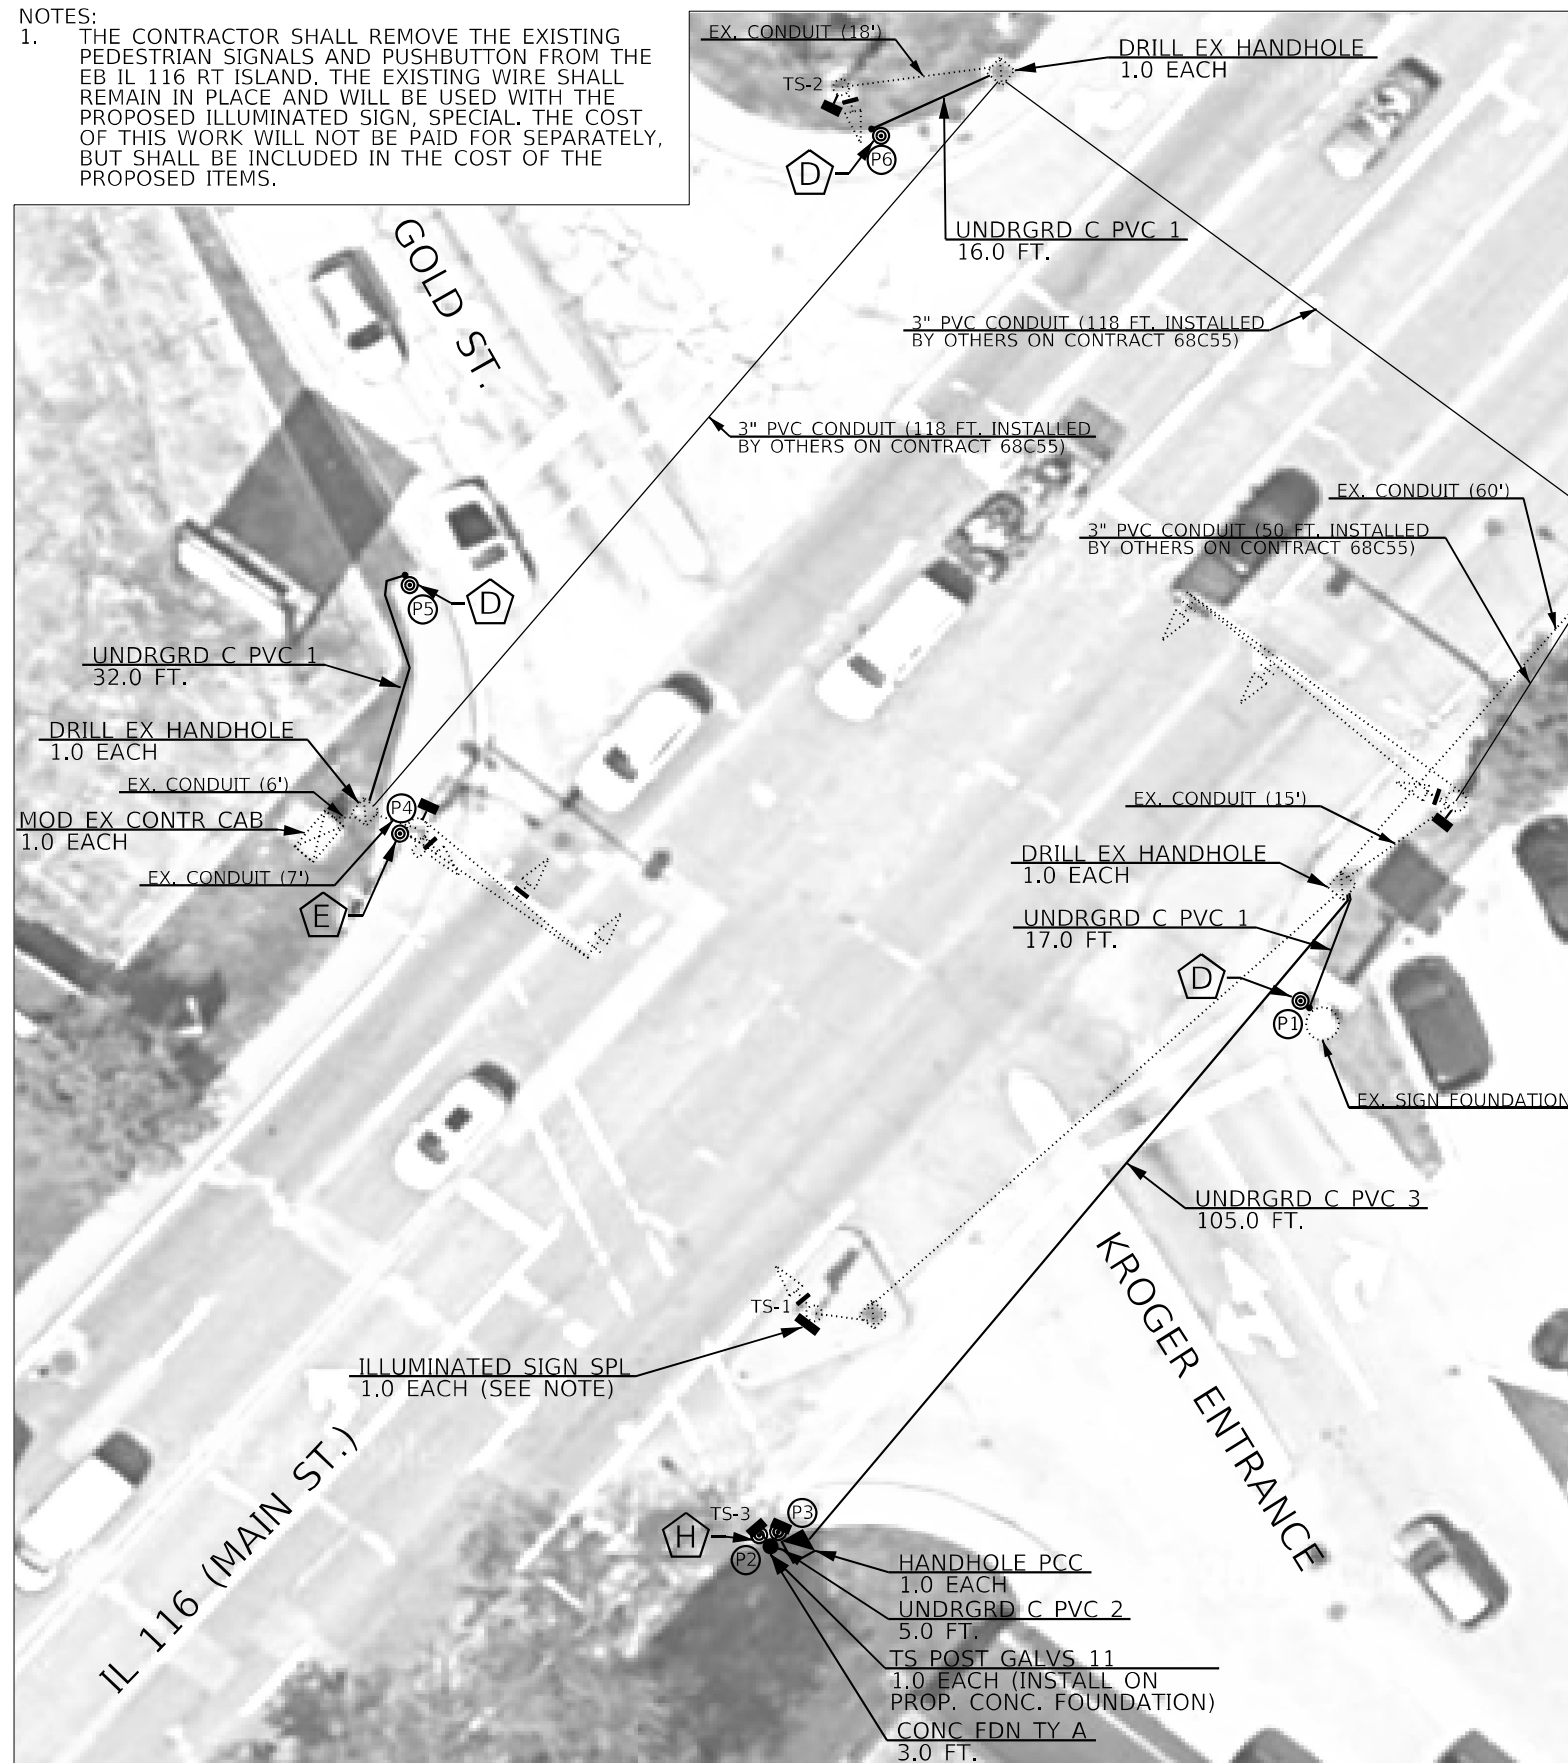 NOTES:
1. THE CONTRACTOR SHALL REMOVE THE EXISTING
PEDESTRIAN SIGNALS AND PUSHBUTTON FROM THE
EB IL 116 RT ISLAND. THE EXISTING WIRE SHALL
REMAIN IN PLACE AND WILL BE USED WITH THE
PROPOSED ILLUMINATED SIGN, SPECIAL. THE COST
OF THIS WORK WILL NOT BE PAID FOR SEPARATELY,
BUT SHALL BE INCLUDED IN THE COST OF THE
PROPOSED ITEMS.
EX. CONDUIT (18')
DRILL EX HANDHOLE
1.0 EACH
TS-2
P6
D
UNDRGRD C PVC 1
16.0 FT.
GOLD ST.
3" PVC CONDUIT (118 FT. INSTALLED
BY OTHERS ON CONTRACT 68C55)
3" PVC CONDUIT (118 FT. INSTALLED
BY OTHERS ON CONTRACT 68C55)
EX. CONDUIT (60')
3" PVC CONDUIT (50 FT. INSTALLED
BY OTHERS ON CONTRACT 68C55)
D
P5
UNDRGRD C PVC 1
32.0 FT.
DRILL EX HANDHOLE
1.0 EACH
EX. CONDUIT (6')
P4
MOD EX CONTR CAB
1.0 EACH
EX. CONDUIT (7')
E
EX. CONDUIT (15')
DRILL EX HANDHOLE
1.0 EACH
UNDRGRD C PVC 1
17.0 FT.
D
P1
EX. SIGN FOUNDATION
UNDRGRD C PVC 3
105.0 FT.
KROGER ENTRANCE
TS-1
ILLUMINATED SIGN SPL
1.0 EACH (SEE NOTE)
IL 116 (MAIN ST.)
TS-3
P3
H
P2
HANDHOLE PCC
1.0 EACH
UNDRGRD C PVC 2
5.0 FT.
TS POST GALVS 11
1.0 EACH (INSTALL ON
PROP. CONC. FOUNDATION)
CONC FDN TY A
3.0 FT.